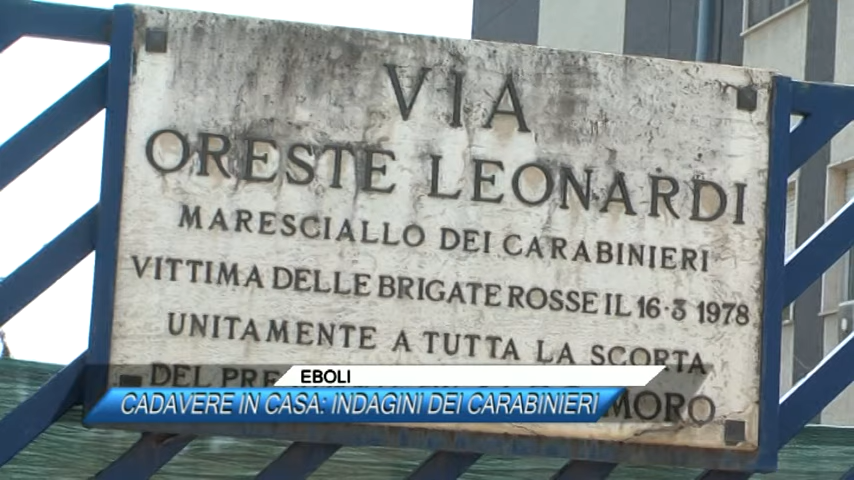 VIA
ORESTE LEONARDI
MARESCIALLO DEI CARABINIERI
VITTIMA DELLE BRIGATE ROSSE IL 16·3 1978
UNITAMENTE A TUTTA LA SCORTA
DEL MORO
EBOLI
CADAVERE IN CASA: INDAGINI DEI CARABINIERI